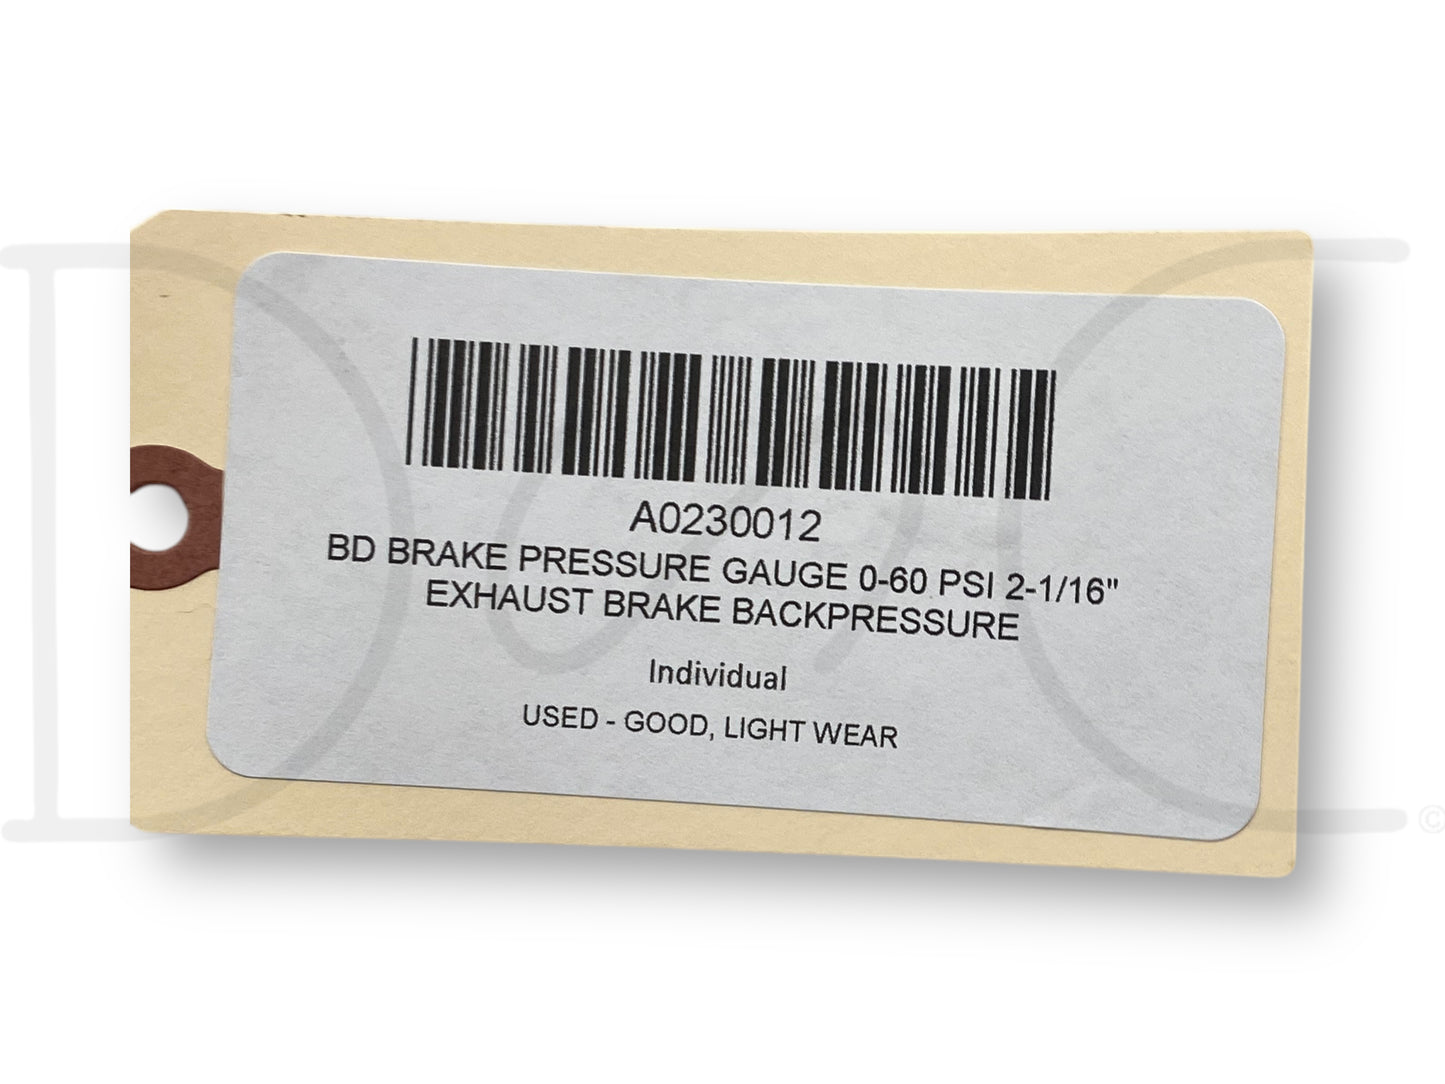 A0230012
BD BRAKE PRESSURE GAUGE 0-60 PSI 2-1/16"
EXHAUST BRAKE BACKPRESSURE
Individual
USED - GOOD, LIGHT WEAR
©